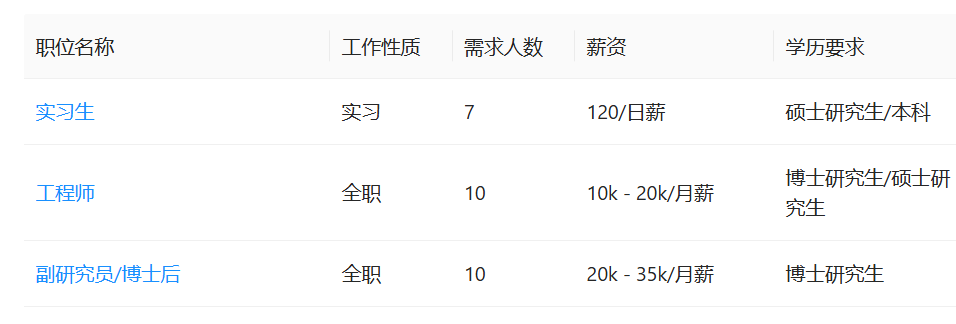 职位名称 工作性质 需求人数 薪资 学历要求
实习生 实习 7 120/日薪 硕士研究生/本科
工程师 全职 10 10k - 20k/月薪 博士研究生/硕士研
究生
副研究员/博士后 全职 10 20k - 35k/月薪 博士研究生